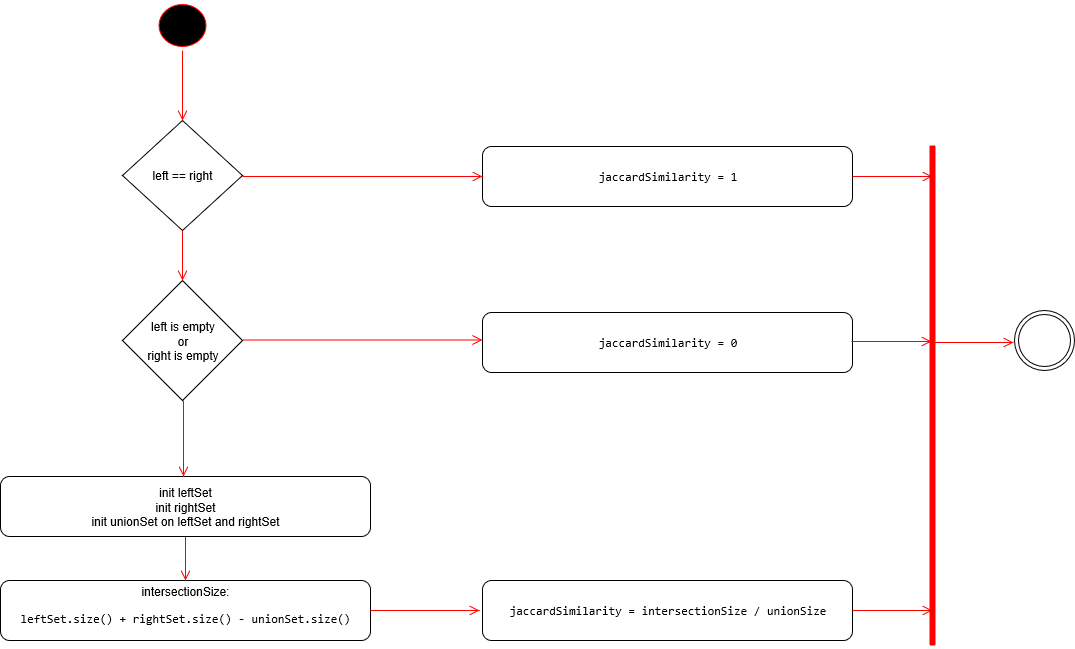 left == right
jaccardSimilarity = 1
left is empty
or
right is empty
jaccardSimilarity = 0
init leftSet
init rightSet
init unionSet on leftSet and rightSet
intersectionSize:
leftSet.size() + rightSet.size() - unionSet.size()
jaccardSimilarity = intersectionSize / unionSize